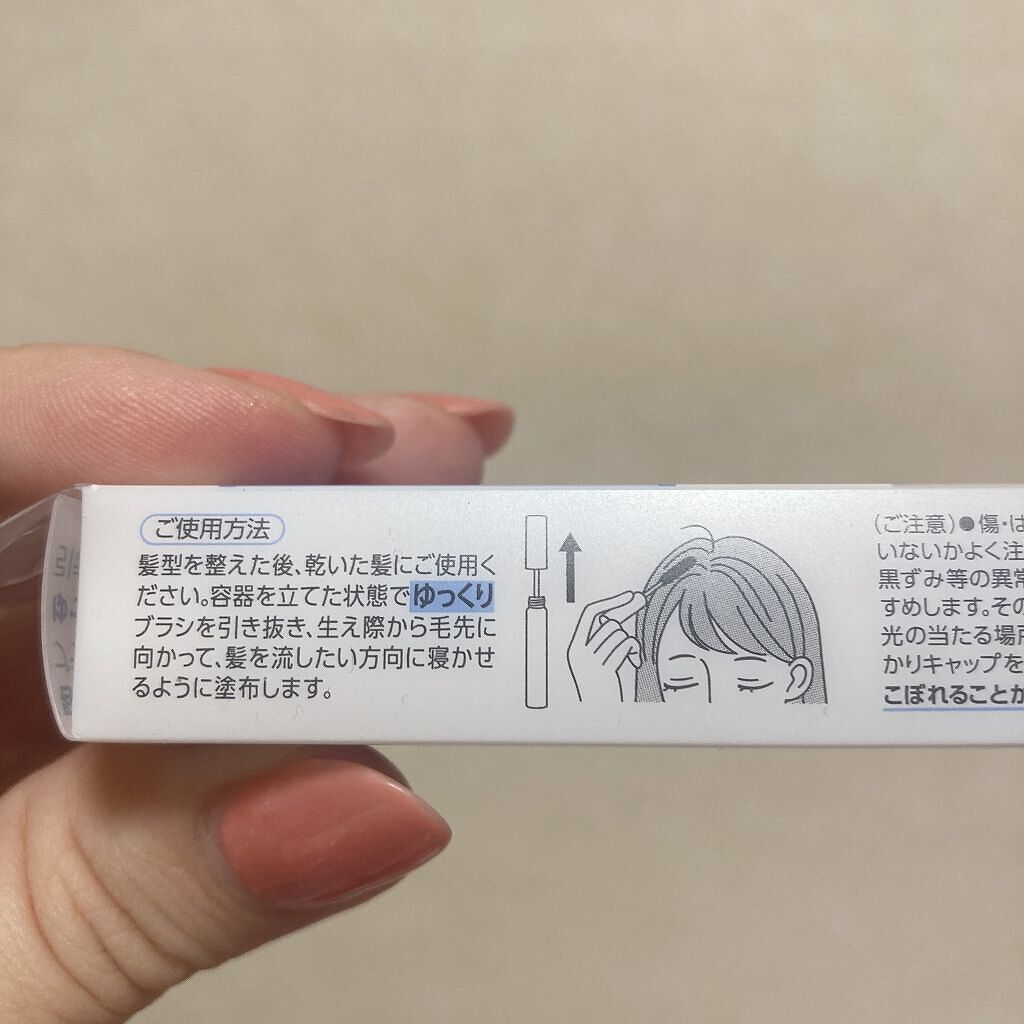 ご使用方法
髪型を整えた後、乾いた髪にご使用く
ださい。容器を立てた状態でゆっくり
ブラシを引き抜き、生え際から毛先に
向かって、髪を流したい方向に寝かせ
るように塗布します。
(ご注意)●傷・は
いないかよく注
黒ずみ等の異常
すめします。その
光の当たる場所
かりキャップを
こぼれることが